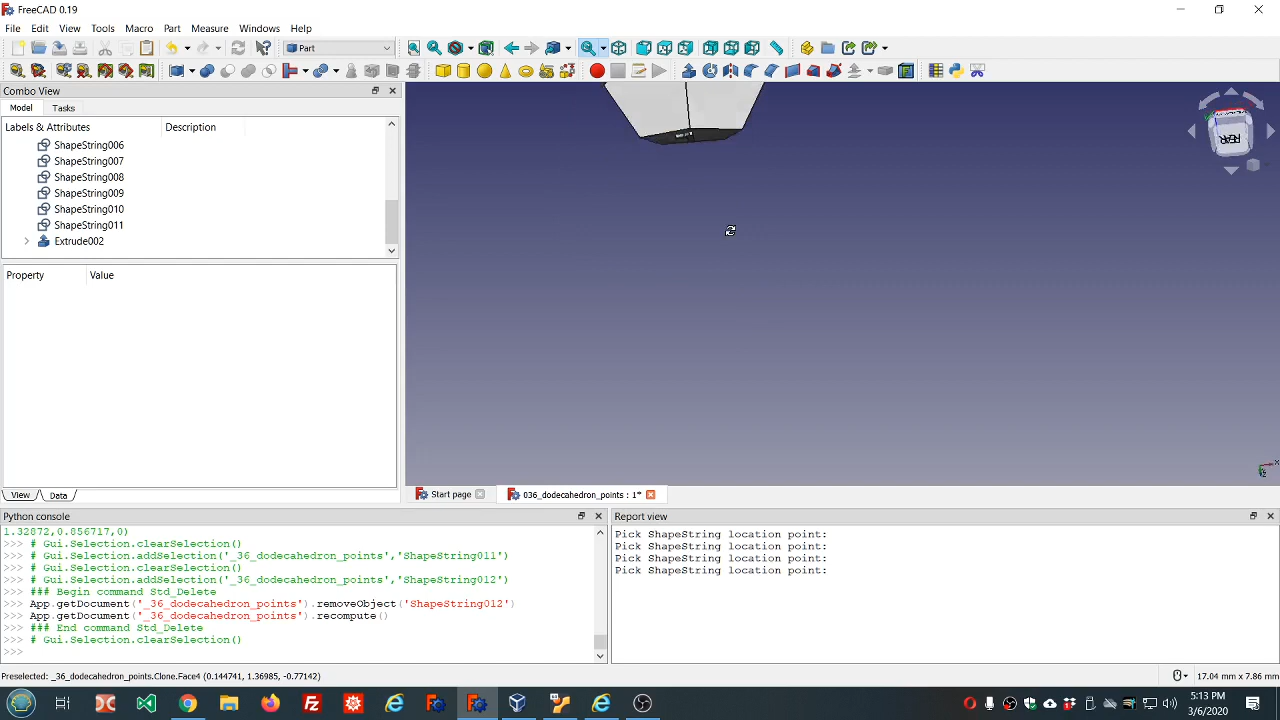 FreeCAD 0.19
File Edit View Tools Macro Part Measure Windows Help
Part
Combo View
Model Tasks
Labels & Attributes Description
ShapeString006
ShapeString007
ShapeString008
ShapeString009
ShapeString010
ShapeString011
Extrude002
Property Value
View Data
REAR
Start page 036_dodecahedron_points : 1*
Python console
1.32872,0.856717,0)
>>> # Gui.Selection.clearSelection()
>>> # Gui.Selection.addSelection('_36_dodecahedron_points','ShapeString011')
>>> # Gui.Selection.clearSelection()
>>> # Gui.Selection.addSelection('_36_dodecahedron_points','ShapeString012')
>>> ### Begin command Std_Delete
>>> App.getDocument('_36_dodecahedron_points').removeObject('ShapeString012')
>>> App.getDocument('_36_dodecahedron_points').recompute()
>>> ### End command Std_Delete
>>> # Gui.Selection.clearSelection()
>>>
Report view
Pick ShapeString location point:
Pick ShapeString location point:
Pick ShapeString location point:
Pick ShapeString location point:
Preselected: _36_dodecahedron_points.Clone.Face4 (0.144741, 1.36985, -0.77142)
17.04 mm x 7.86 mm
5:13 PM
3/6/2020